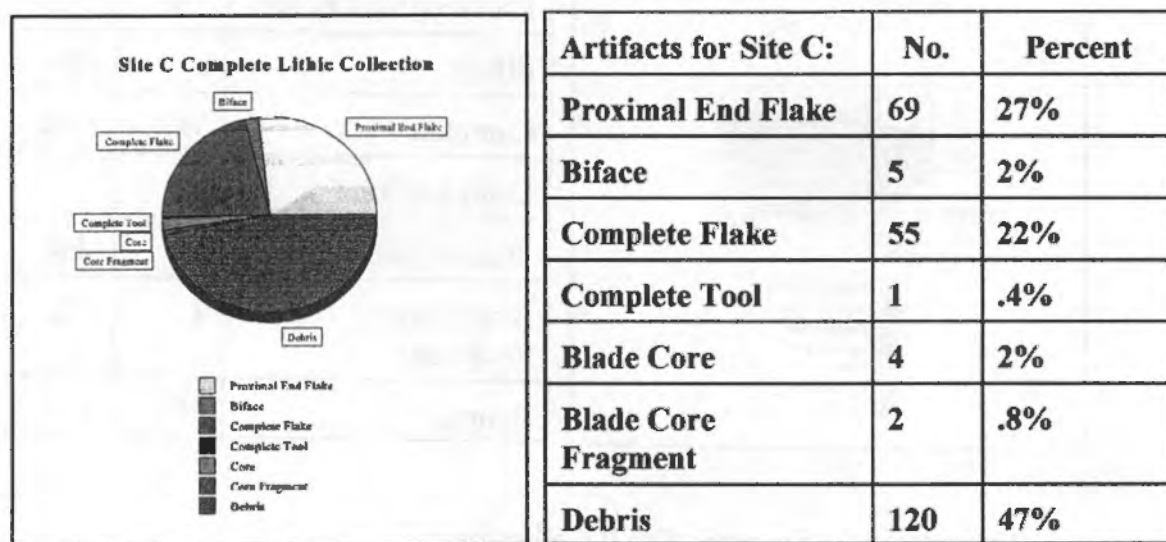 Site C Complete Lithic Collection
Biface
Proximal End Flake
Complete Flake
Complete Tool
Core
Core Fragment
Debris
Proximal End Flake
Biface
Complete Flake
Complete Tool
Core
Core Fragment
Debris
Artifacts for Site C: No. Percent
Proximal End Flake 69 27%
Biface 5 2%
Complete Flake 55 22%
Complete Tool 1 .4%
Blade Core 4 2%
Blade Core 2 .8%
Fragment
Debris 120 47%